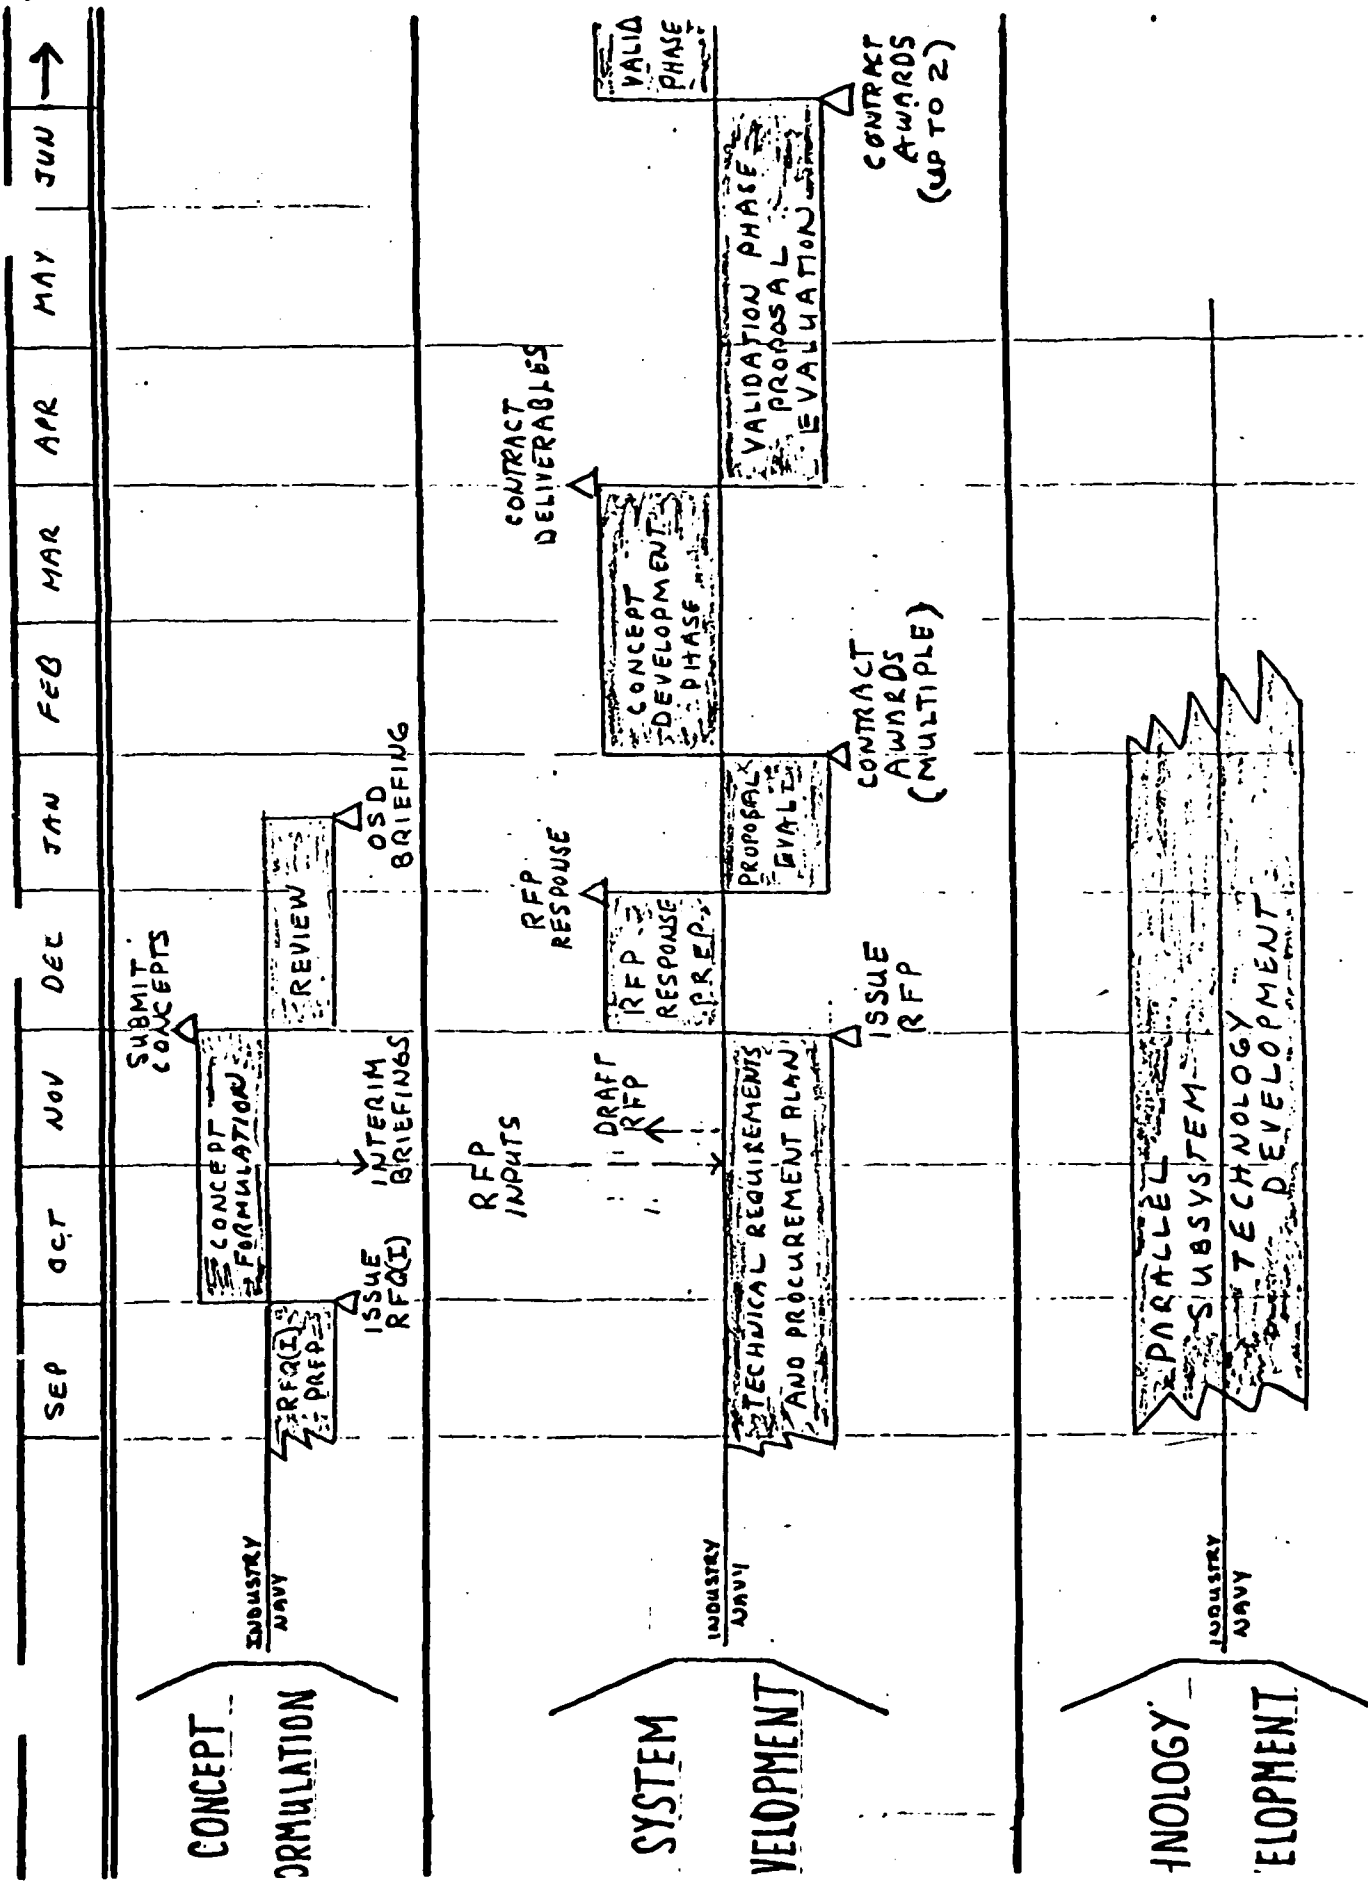 SEP OCT NOV DEC JAN FEB MAR APR MAY JUN →
CONCEPT
ORMULATION
INDUSTRY
NAVY
RFQ(I)
PREP
ISSUE
RFQ(I)
CONCEPT
FORMULATION
INTERIM
BRIEFINGS
SUBMIT
CONCEPTS
REVIEW
OSD
BRIEFING
SYSTEM
VELOPMENT
INDUSTRY
NAVY
RFP
INPUTS
DRAFT
RFP
TECHNICAL REQUIREMENTS
AND PROCUREMENT PLAN
ISSUE
RFP
RFP
RESPONSE
PREP.
RFP
RESPONSE
PROPOSAL
EVAL
CONTRACT
AWARDS
(MULTIPLE)
CONCEPT
DEVELOPMENT
PHASE
CONTRACT
DELIVERABLES
VALIDATION PHASE
PROPOSAL
EVALUATION
CONTRACT
AWARDS
(UP TO 2)
VALID
PHASE
HNOLOGY
ELOPMENT
INDUSTRY
NAVY
PARALLEL
SUBSYSTEM
TECHNOLOGY
DEVELOPMENT